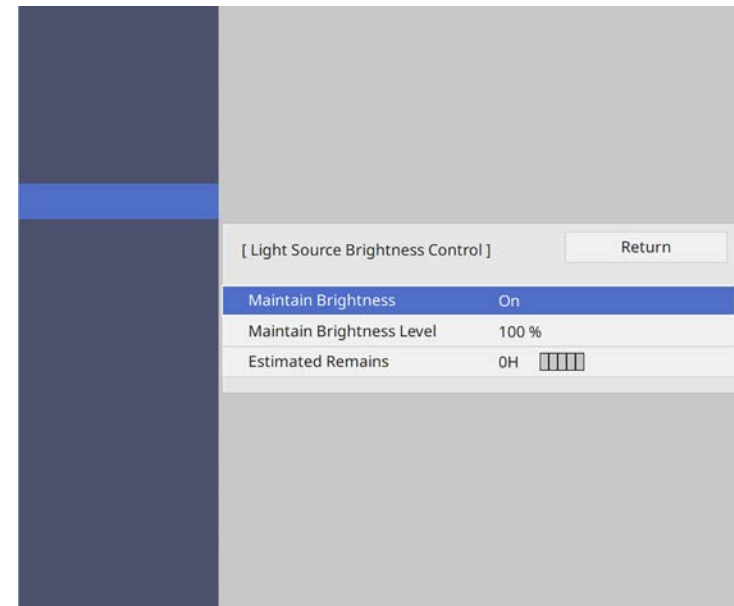 [ Light Source Brightness Control ] Return
Maintain Brightness On
Maintain Brightness Level 100 %
Estimated Remains 0H